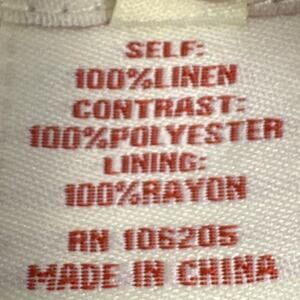 SELF:
100%LINEN
CONTRAST:
100%POLYESTER
LINING:
100%RAYON
RN 106205
MADE IN CHINA